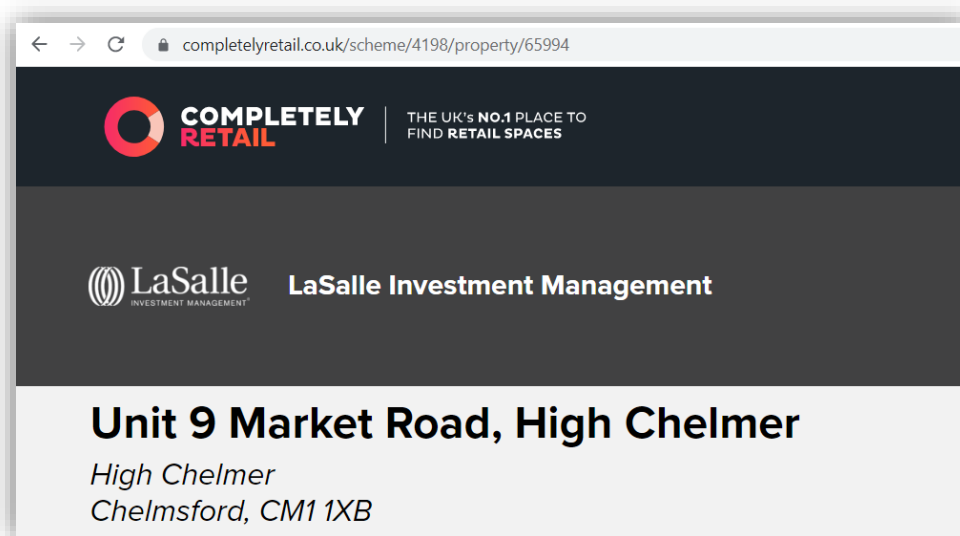 completelyretail.co.uk/scheme/4198/property/65994
COMPLETELY
RETAIL
THE UK's NO.1 PLACE TO
FIND RETAIL SPACES
LaSalle
INVESTMENT MANAGEMENT®
LaSalle Investment Management
Unit 9 Market Road, High Chelmer
High Chelmer
Chelmsford, CM1 1XB